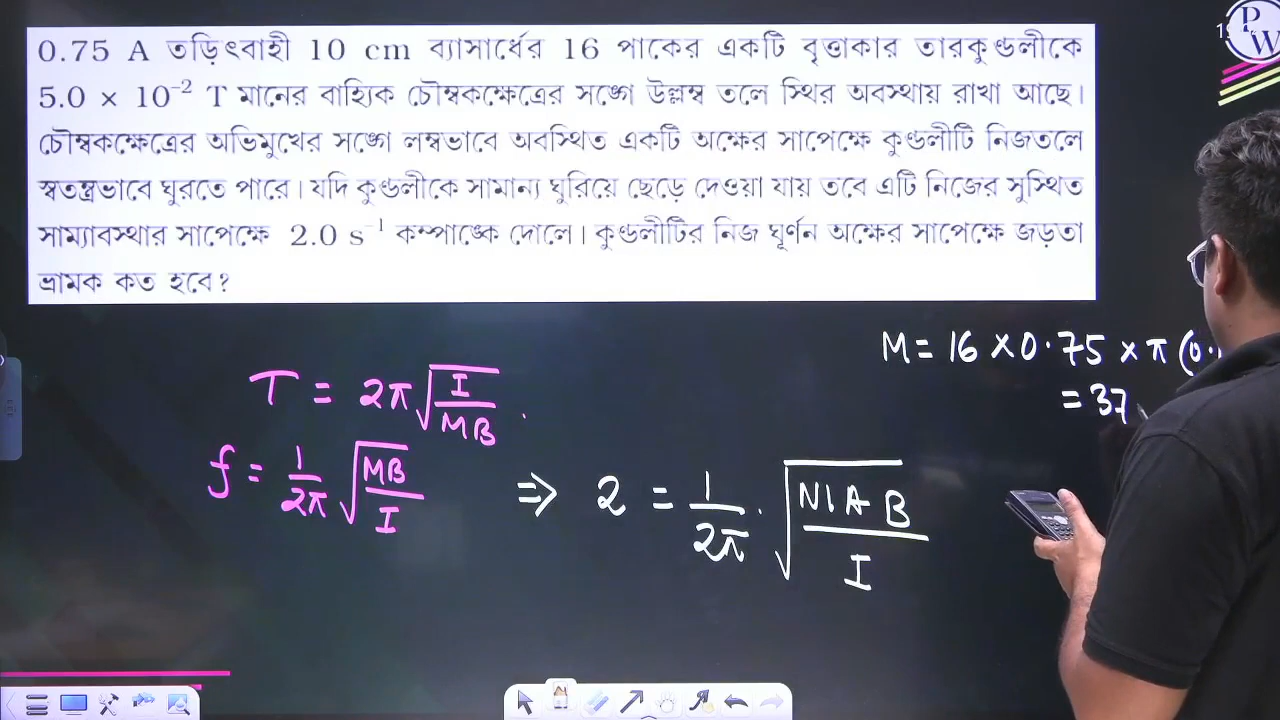 0.75 A তড়িৎবাহী 10 cm ব্যাসার্ধের 16 পাকের একটি বৃত্তাকার তারকুণ্ডলীকে
5.0 × 10⁻² T মানের বাহ্যিক চৌম্বকক্ষেত্রের সঙ্গে উল্লম্ব তলে স্থির অবস্থায় রাখা আছে।
চৌম্বকক্ষেত্রের অভিমুখের সঙ্গে লম্বভাবে অবস্থিত একটি অক্ষের সাপেক্ষে কুণ্ডলীটি নিজতলে
স্বতন্ত্রভাবে ঘুরতে পারে। যদি কুণ্ডলীকে সামান্য ঘুরিয়ে ছেড়ে দেওয়া যায় তবে এটি নিজের সুস্থিত
সাম্যাবস্থার সাপেক্ষে 2.0 s⁻¹ কম্পাঙ্কে দোলে। কুণ্ডলীটির নিজ ঘূর্ণন অক্ষের সাপেক্ষে জড়তা
ভ্রামক কত হবে?
PW
M = 16 × 0.75 × π (0.
= 37
T = 2π √(I/MB)
f = 1/2π √(MB/I) ⇒ 2 = 1/2π · √(NIAB/I)